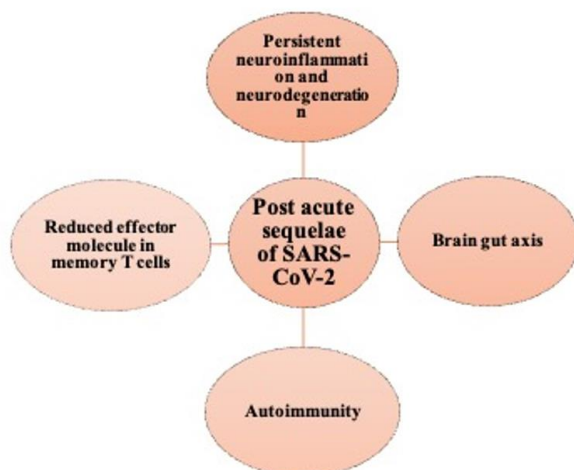 Persistent
neuroinflammati
on and
neurodegeneratio
n
Reduced effector
molecule in
memory T cells
Post acute
sequelae
of SARS-
CoV-2
Brain gut axis
Autoimmunity